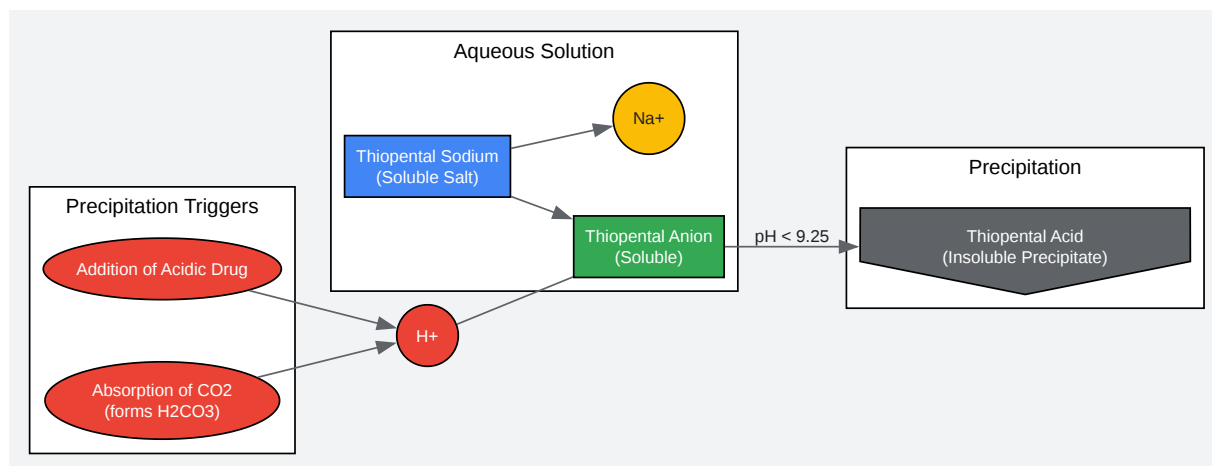 Aqueous Solution
Na+
Thiopental Sodium
(Soluble Salt)
Thiopental Anion
(Soluble)
pH < 9.25
Precipitation
Thiopental Acid
(Insoluble Precipitate)
Precipitation Triggers
Addition of Acidic Drug
H+
Absorption of CO2
(forms H2CO3)